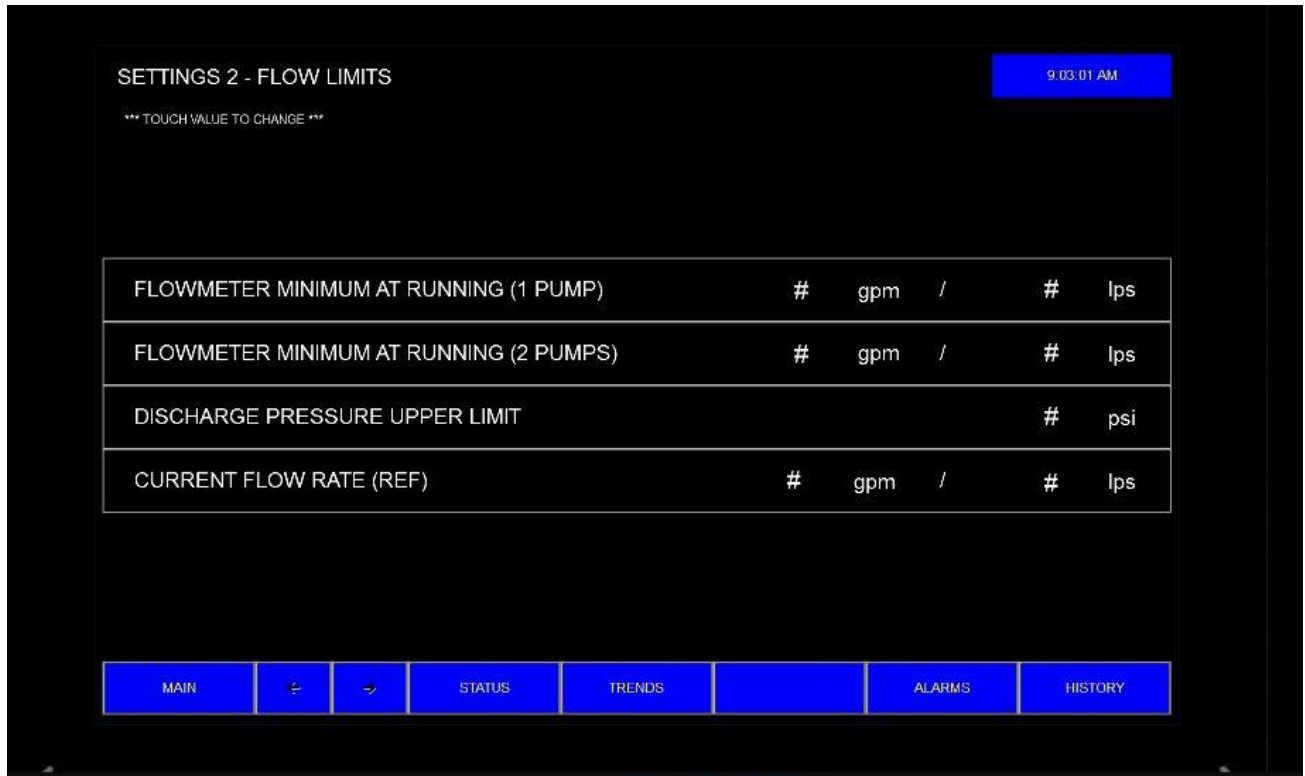 SETTINGS 2 - FLOW LIMITS
9:03:01 AM
*** TOUCH VALUE TO CHANGE ***
FLOWMETER MINIMUM AT RUNNING (1 PUMP) # gpm / # lps
FLOWMETER MINIMUM AT RUNNING (2 PUMPS) # gpm / # lps
DISCHARGE PRESSURE UPPER LIMIT # psi
CURRENT FLOW RATE (REF) # gpm / # lps
MAIN ← → STATUS TRENDS ALARMS HISTORY